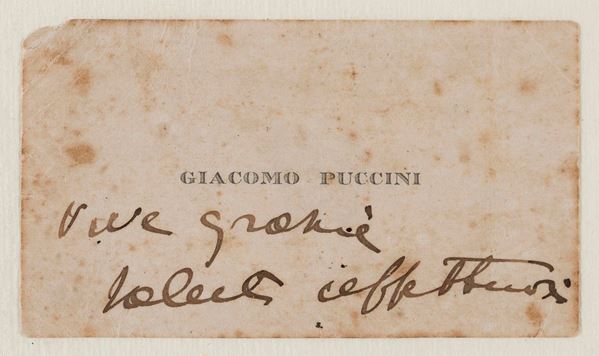 GIACOMO PUCCINI
vive grazie
saluti affettuosi